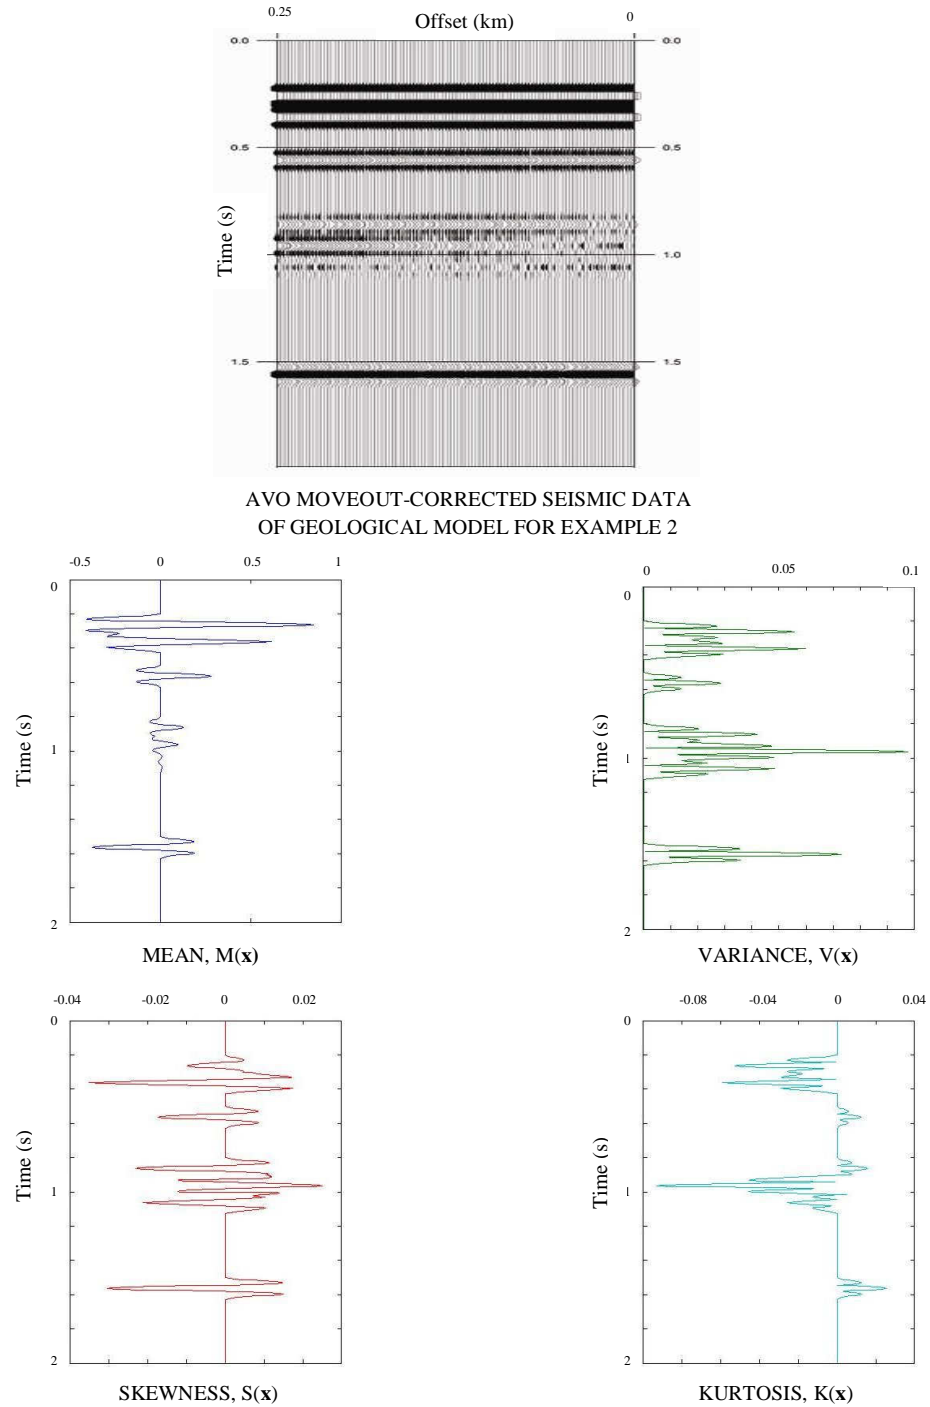 0.25
Offset (km)
0
0.0
0.0
0.5
0.5
Time (s)
1.0
1.0
1.5
1.5
AVO MOVEOUT-CORRECTED SEISMIC DATA
OF GEOLOGICAL MODEL FOR EXAMPLE 2
-0.5 0 0.5 1
0
Time (s)
1
2
MEAN, M(x)
0 0.05 0.1
0
Time (s)
1
2
VARIANCE, V(x)
-0.04 -0.02 0 0.02
0
Time (s)
1
2
SKEWNESS, S(x)
-0.08 -0.04 0 0.04
0
Time (s)
1
2
KURTOSIS, K(x)